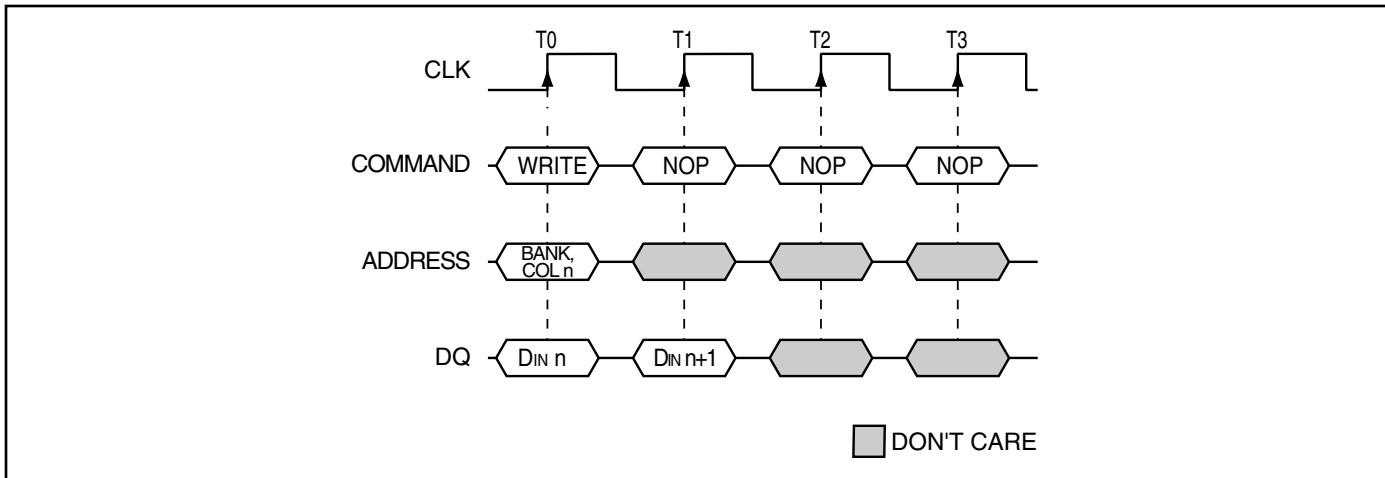 T0 T1 T2 T3
CLK
COMMAND WRITE NOP NOP NOP
ADDRESS BANK,
COL n
DQ DIN n DIN n+1
DON'T CARE